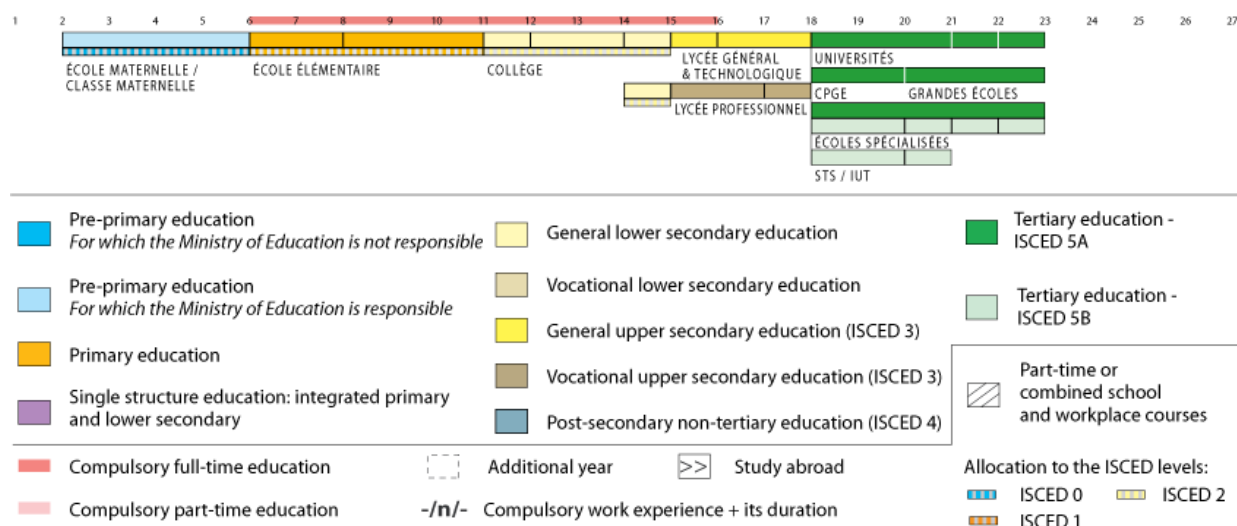 1 2 3 4 5 6 7 8 9 10 11 12 13 14 15 16 17 18 19 20 21 22 23 24 25 26 27
ÉCOLE MATERNELLE /
CLASSE MATERNELLE
ÉCOLE ÉLÉMENTAIRE
COLLÈGE
LYCÉE GÉNÉRAL
& TECHNOLOGIQUE
UNIVERSITÉS
LYCÉE PROFESSIONNEL
CPGE
GRANDES ÉCOLES
ÉCOLES SPÉCIALISÉES
STS / IUT
Pre-primary education
For which the Ministry of Education is not responsible
Pre-primary education
For which the Ministry of Education is responsible
Primary education
Single structure education: integrated primary
and lower secondary
General lower secondary education
Vocational lower secondary education
General upper secondary education (ISCED 3)
Vocational upper secondary education (ISCED 3)
Post-secondary non-tertiary education (ISCED 4)
Tertiary education -
ISCED 5A
Tertiary education -
ISCED 5B
Part-time or
combined school
and workplace courses
Compulsory full-time education
Compulsory part-time education
Additional year
>> Study abroad
-/n/- Compulsory work experience + its duration
Allocation to the ISCED levels:
ISCED 0
ISCED 2
ISCED 1